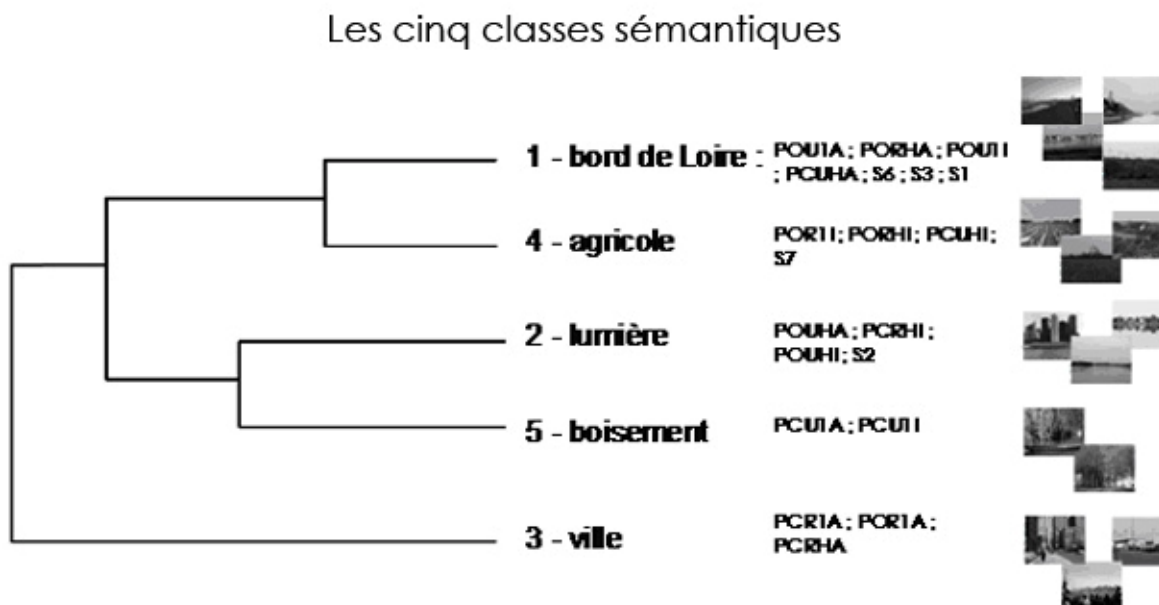 Les cinq classes sémantiques
1 - bord de Loire : POU1A ; PORHA ; POU1I
; PCUHA ; S6 ; S3 ; S1
4 - agricole POR1I ; PORHI ; PCUHI ;
S7
2 - lumière POUHA ; PCRHI ;
POUHI ; S2
5 - boisement PCU1A ; PCU1I
3 - ville PCR1A ; POR1A ;
PCRHA